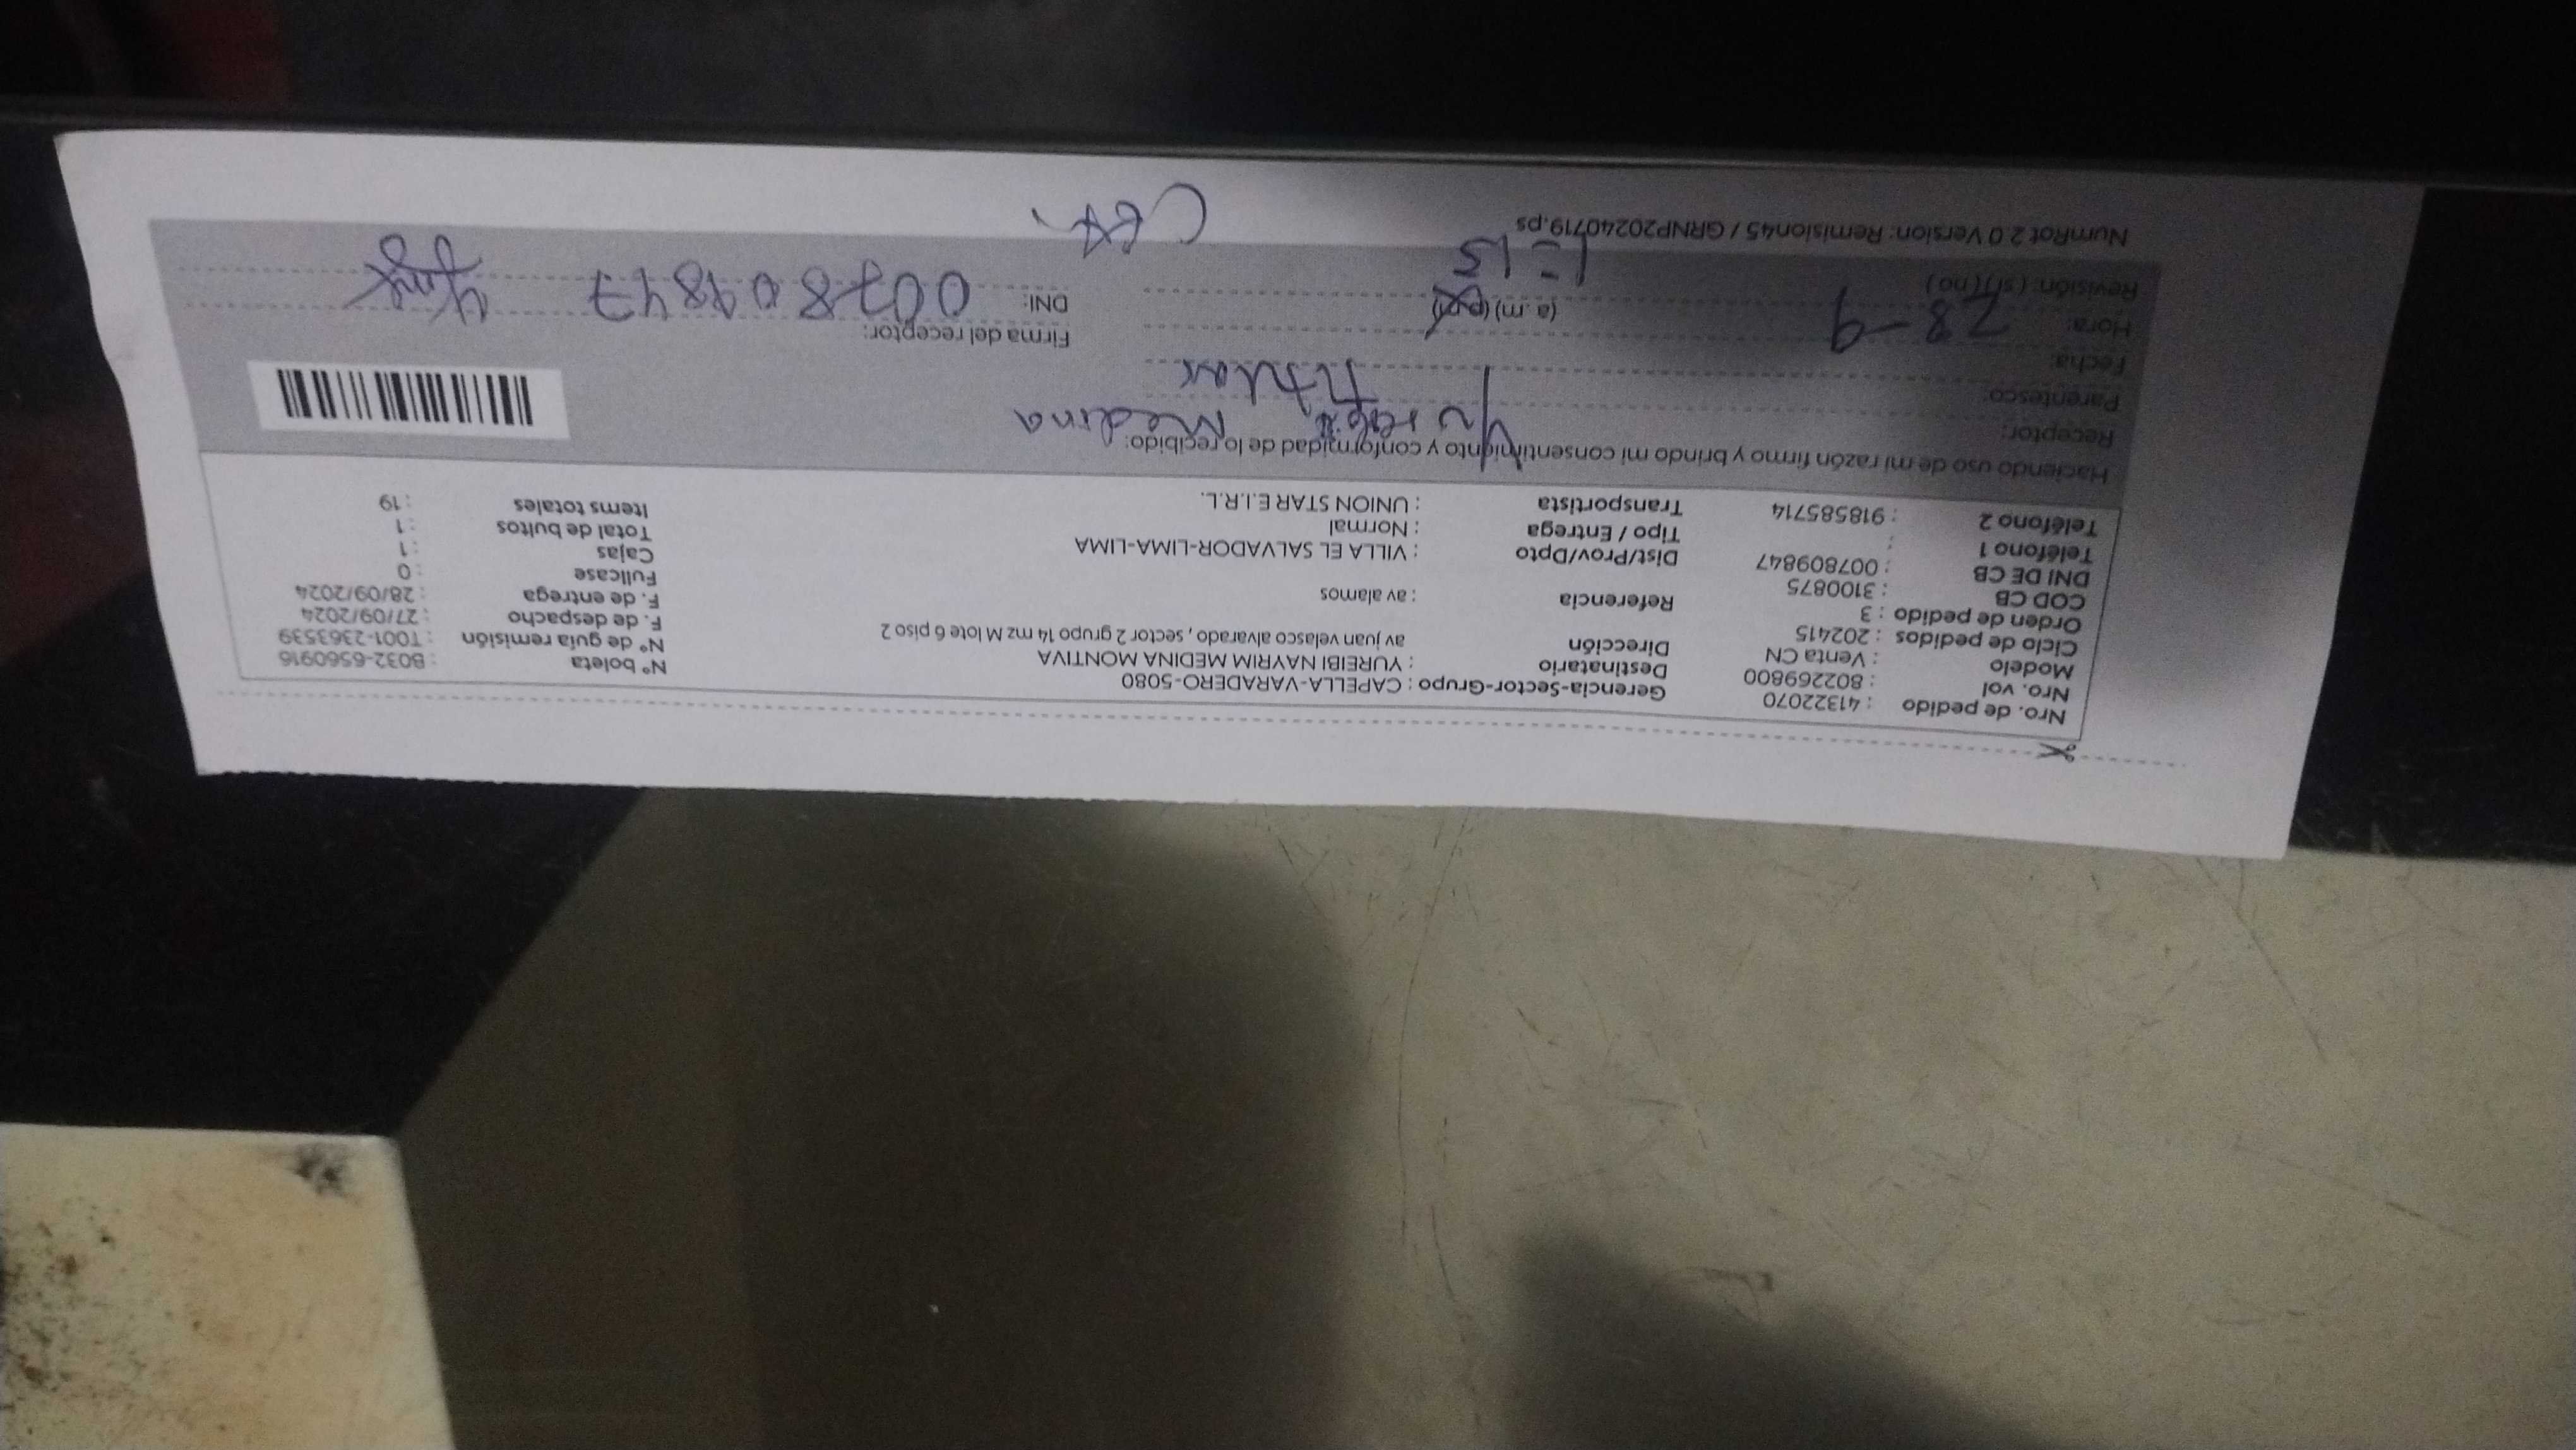 Nro. de pedido : 41322070 Gerencia-Sector-Grupo : CAPELLA-VARADERO-5080 Nº boleta : B032-6560916
Nro. vol : 802269800 Destinatario : YUREIBI NAYRIM MEDINA MONTIVA Nº de guía remisión : T001-2363539
Modelo : Venta CN Dirección av juan velasco alvarado , sector 2 grupo 14 mz M lote 6 piso 2 F. de despacho : 27/09/2024
Ciclo de pedidos : 202415 F. de entrega : 28/09/2024
Orden de pedido : 3 Referencia : av alamos Fullcase : 0
COD CB : 3100875 Dist/Prov/Dpto : VILLA EL SALVADOR-LIMA-LIMA Cajas : 1
DNI DE CB : 007809847 Tipo / Entrega : Normal Total de bultos : 1
Teléfono 1 : Transportista : UNION STAR E.I.R.L. Items totales : 19
Teléfono 2 : 918585714
Haciendo uso de mi razón firmo y brindo mi consentimiento y conformidad de lo recibido:
Receptor: Medina
Parentesco: Titular
Fecha: 28-9 Firma del receptor:
Hora: 1=15 (a.m) (p.m) DNI: 007809847
Revisión: (si) (no)
NumRot 2.0 Version: Remision45 / GRNP20240719.ps